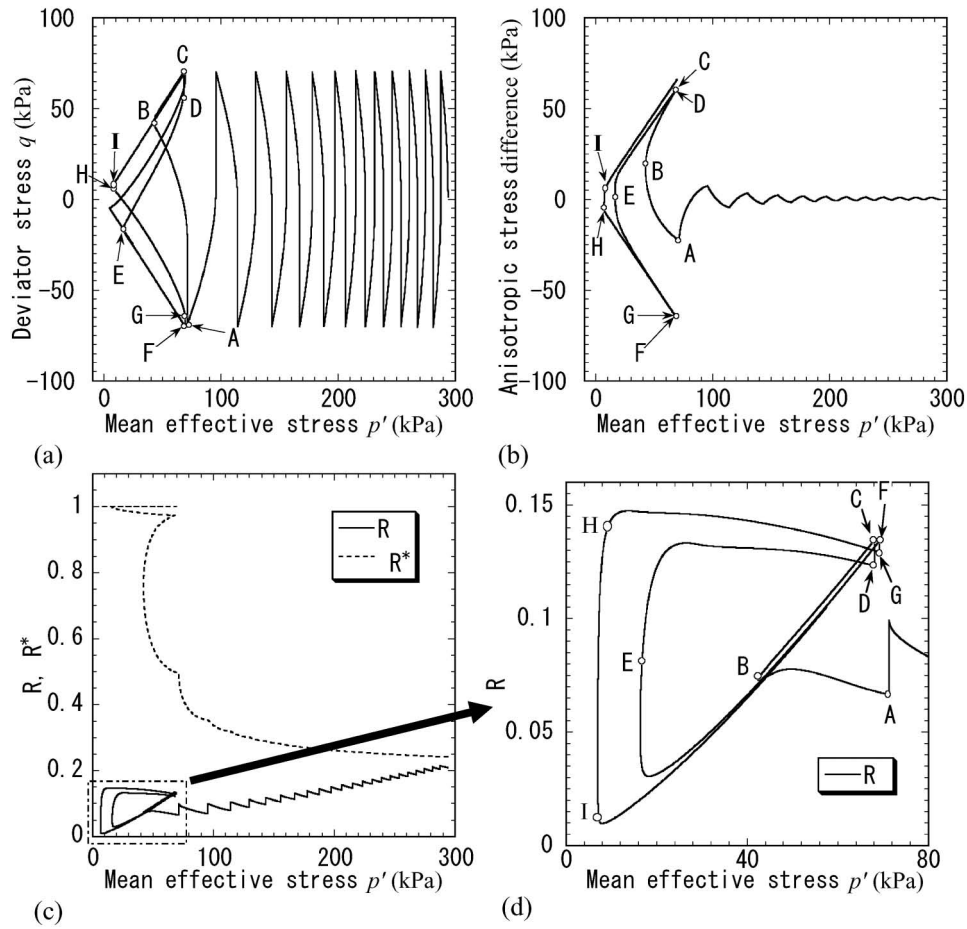 100
50
0
-50
-100
0
100
200
300
Deviator stress q (kPa)
Mean effective stress p′ (kPa)
C
B
D
I
H
E
G
F
A
(a)
100
50
0
-50
-100
0
100
200
300
Anisotropic stress difference (kPa)
Mean effective stress p′ (kPa)
C
D
I
B
E
H
A
G
F
(b)
1
0.8
0.6
0.4
0.2
0
0
100
200
300
R, R*
Mean effective stress p′ (kPa)
R
R*
(c)
0.15
0.1
0.05
0
0
40
80
R
Mean effective stress p′ (kPa)
C
F
H
D
G
E
B
A
I
R
(d)